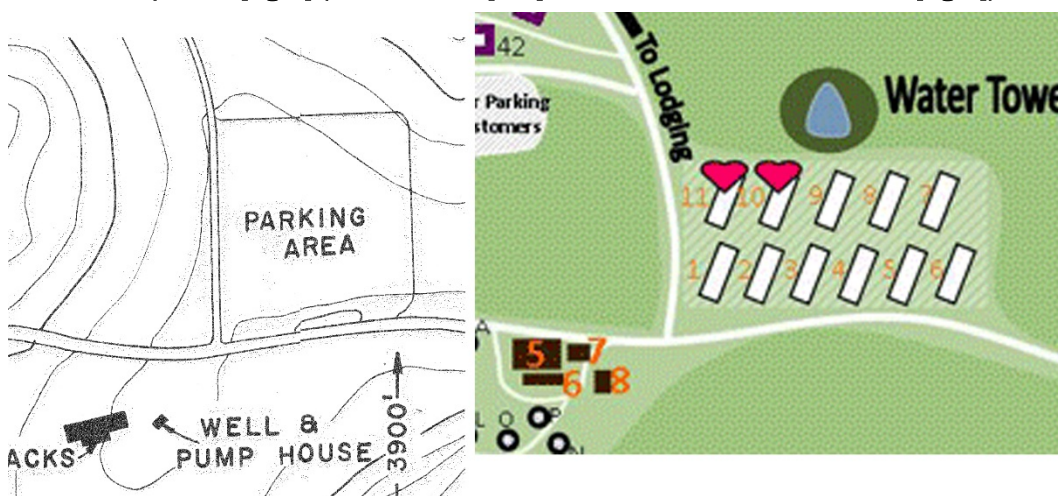 PARKING
AREA
WELL &
PUMP HOUSE
ACKS
3900'
42
To Lodging
r Parking
stomers
Water Towe
11 10 9 8 7
1 2 3 4 5 6
A
5 7
6 8
L Q P